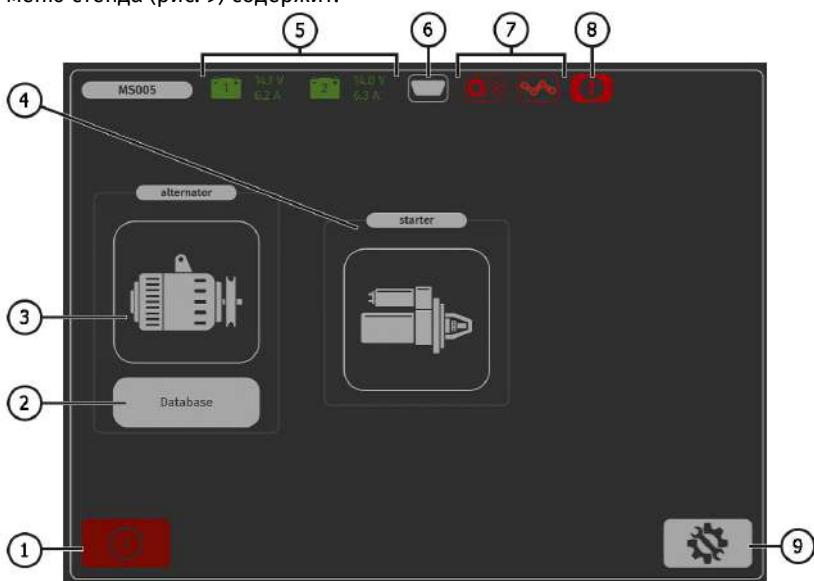 меню стенда (рис. 9) содержит:
5 6 7 8
MS005 1 14.1 V 2 14.0 V
6.2 A 6.3 A
4
alternator
starter
3
2 Database
1
9